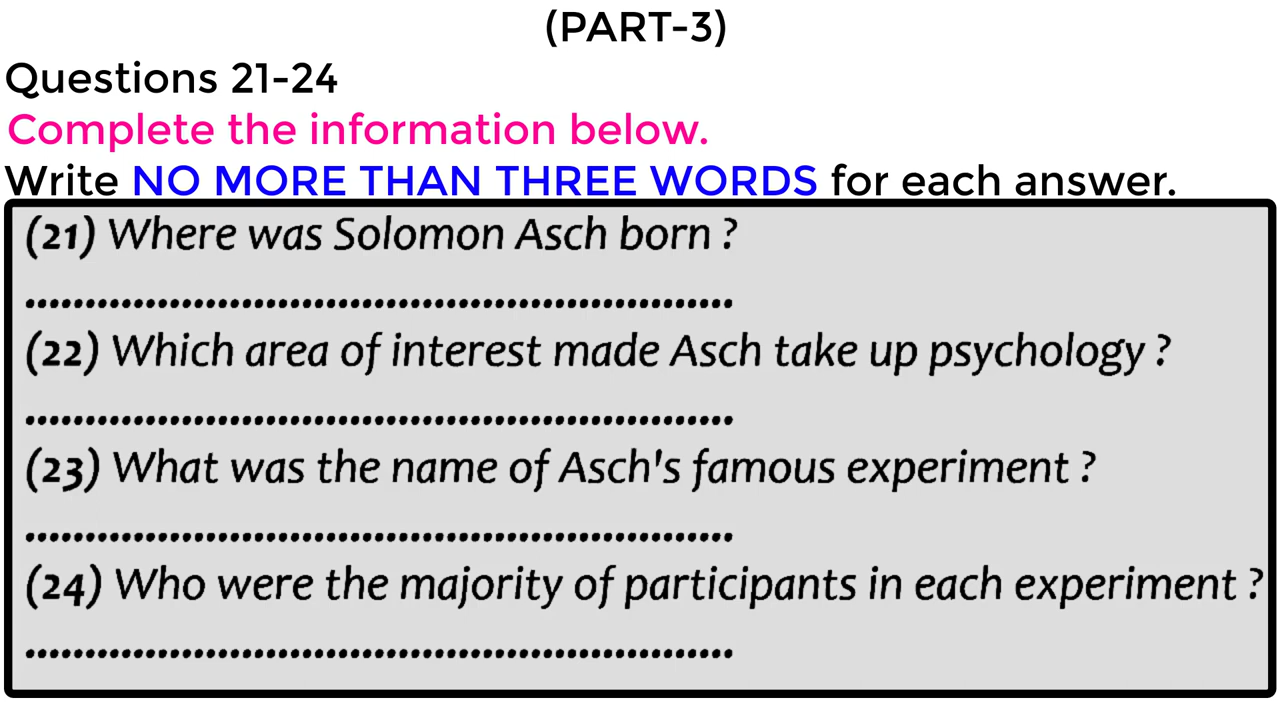 (PART-3)
Questions 21-24
Complete the information below.
Write NO MORE THAN THREE WORDS for each answer.
(21) Where was Solomon Asch born ?
............................................................
(22) Which area of interest made Asch take up psychology ?
............................................................
(23) What was the name of Asch's famous experiment ?
............................................................
(24) Who were the majority of participants in each experiment ?
............................................................